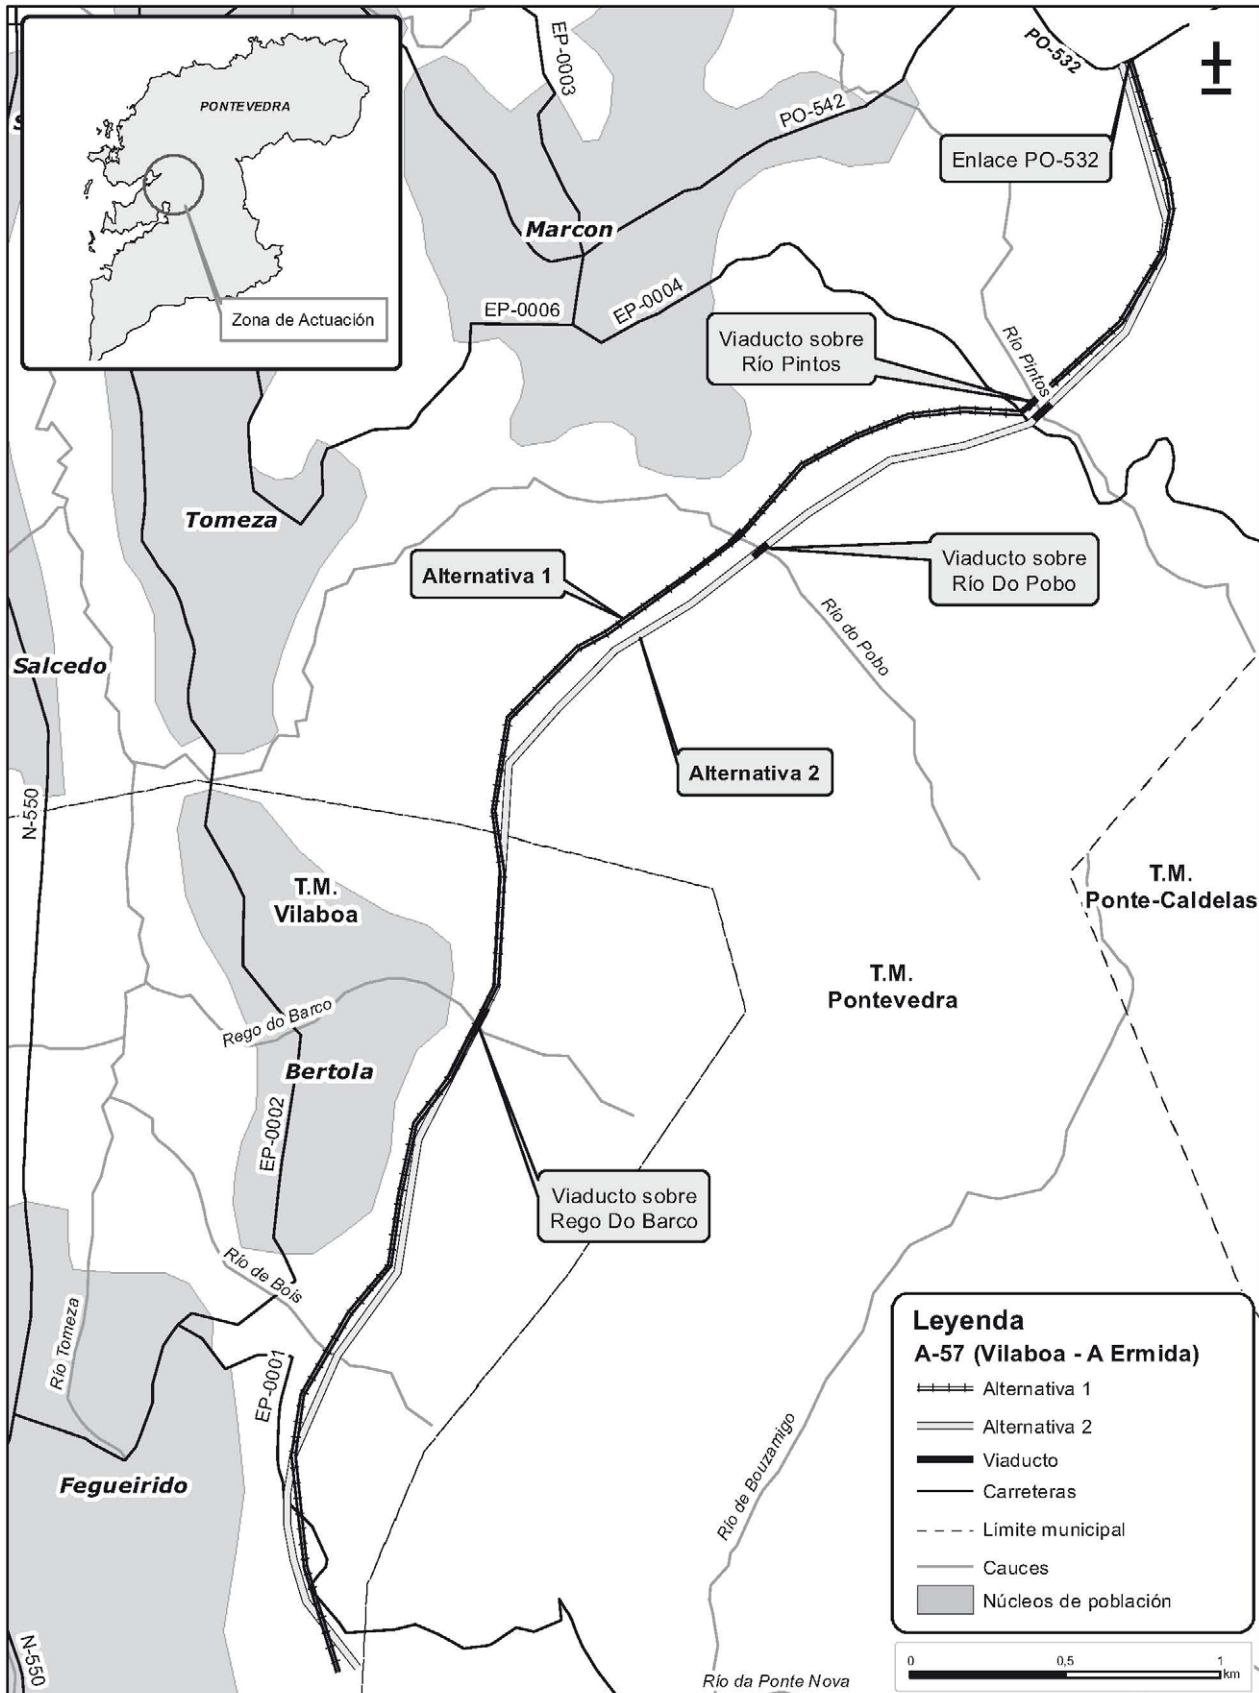 PONTEVEDRA
Zona de Actuación
EP-0003
PO-542
PO-532
Enlace PO-532
Marcon
EP-0006
EP-0004
Viaducto sobre
Río Pintos
Río Pintos
Tomeza
Alternativa 1
Viaducto sobre
Río Do Pobo
Río do Pobo
Salcedo
Alternativa 2
N-550
T.M.
Vilaboa
T.M.
Ponte-Caldelas
T.M.
Pontevedra
Rego do Barco
Bertola
EP-0002
Viaducto sobre
Rego Do Barco
Río de Bois
Río Tomeza
EP-0001
Fegueirido
Río de Bouzamigo
N-550
Río da Ponte Nova
Leyenda
A-57 (Vilaboa - A Ermida)
Alternativa 1
Alternativa 2
Viaducto
Carreteras
Límite municipal
Cauces
Núcleos de población
0 0,5 1
km